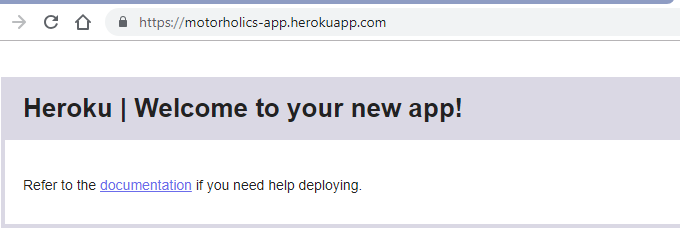 https://motorholics-app.herokuapp.com
Heroku | Welcome to your new app!
Refer to the documentation if you need help deploying.